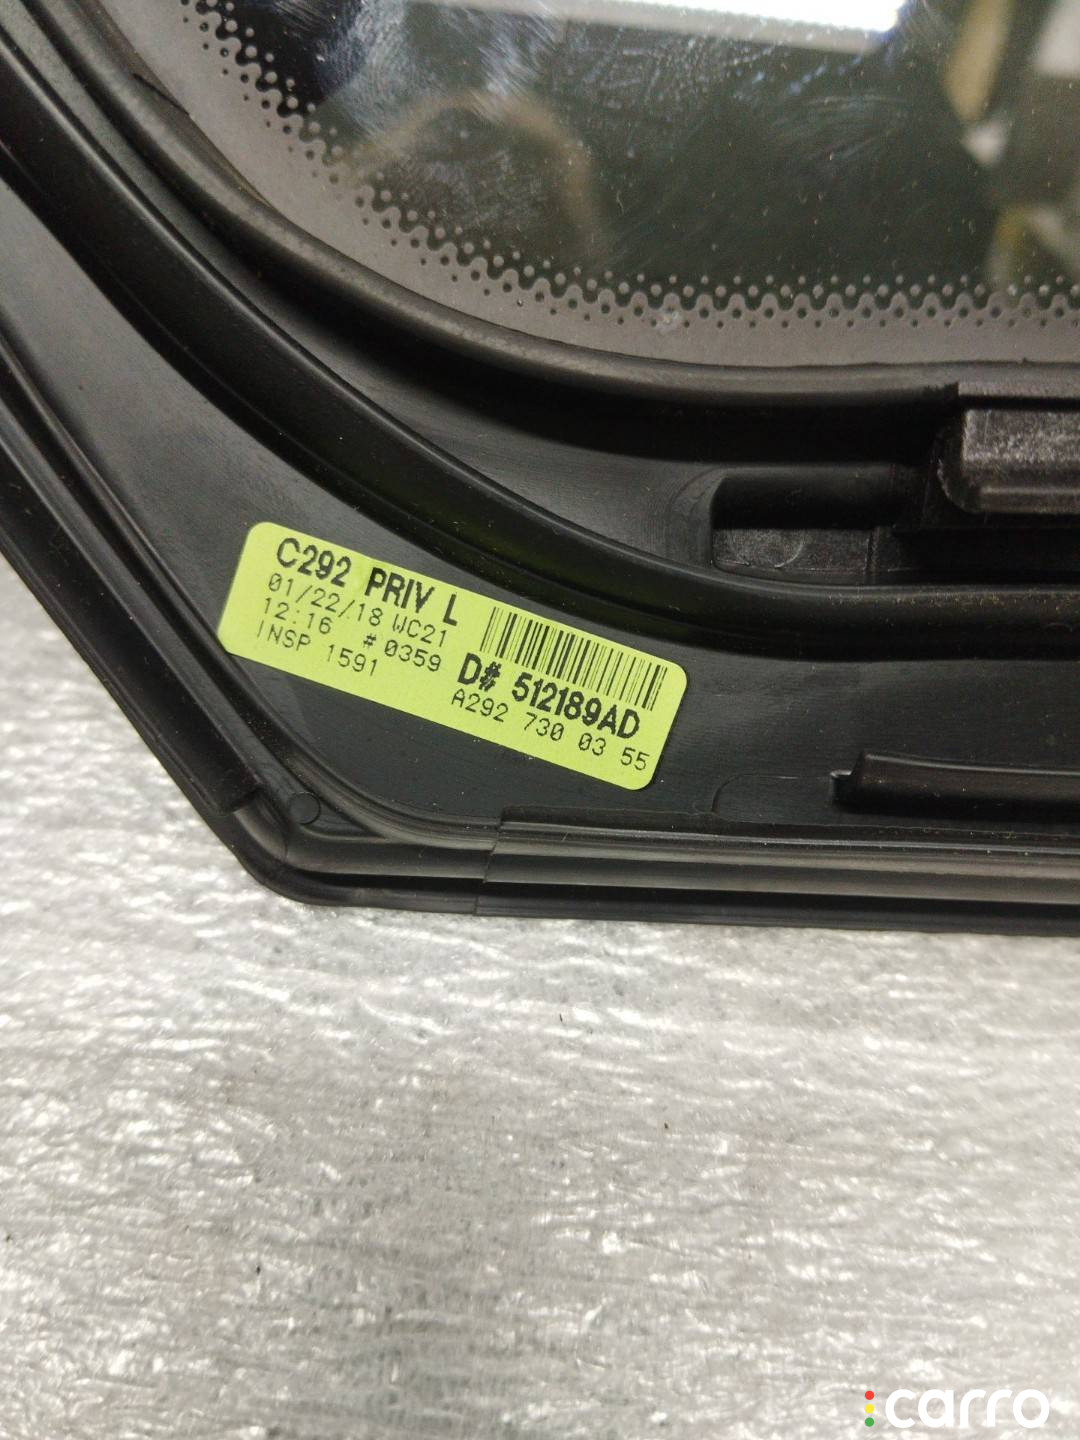 C292 PRIV L
01/22/18 WC21
12:16 #0359
INSP 1591
D# 512189AD
A292 730 03 55
carro